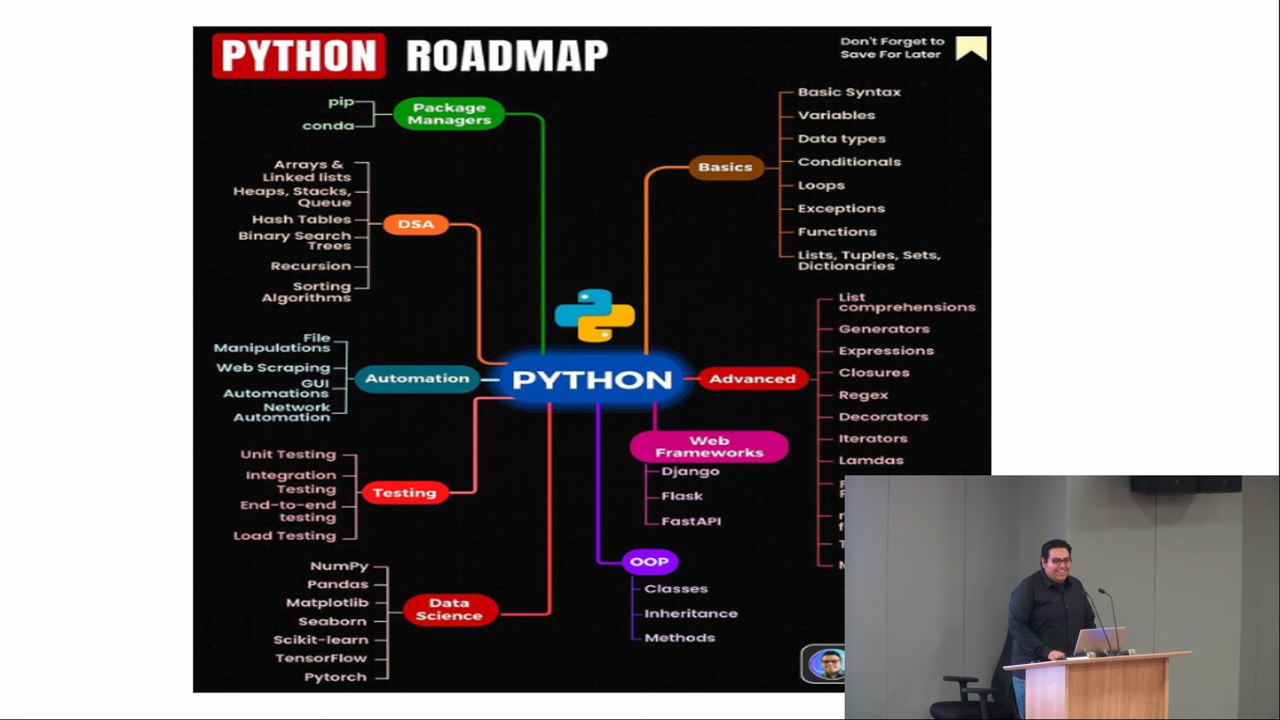 PYTHON ROADMAP
Don't Forget to
Save For Later
pip
conda
Package
Managers
Arrays &
Linked lists
Heaps, Stacks,
Queue
Hash Tables
Binary Search
Trees
Recursion
Sorting
Algorithms
DSA
File
Manipulations
Web Scraping
GUI
Automations
Network
Automation
Automation
Unit Testing
Integration
Testing
End-to-end
testing
Load Testing
Testing
NumPy
Pandas
Matplotlib
Seaborn
Scikit-learn
TensorFlow
Pytorch
Data
Science
PYTHON
Basics
Basic Syntax
Variables
Data types
Conditionals
Loops
Exceptions
Functions
Lists, Tuples, Sets,
Dictionaries
Advanced
List
comprehensions
Generators
Expressions
Closures
Regex
Decorators
Iterators
Lamdas
Web
Frameworks
Django
Flask
FastAPI
OOP
Classes
Inheritance
Methods